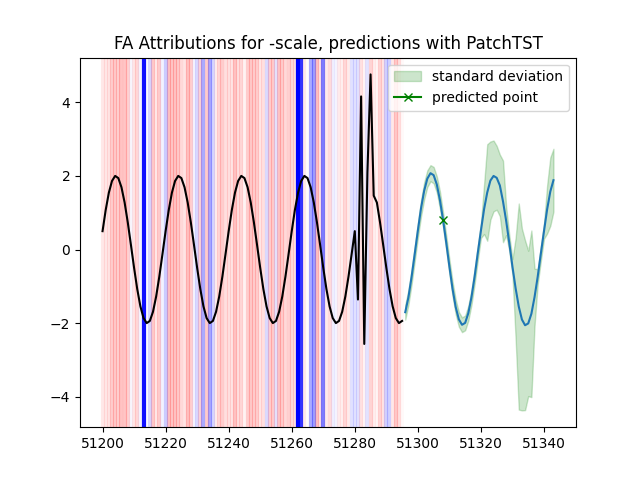 FA Attributions for -scale, predictions with PatchTST
standard deviation
predicted point
4
2
0
−2
−4
51200 51220 51240 51260 51280 51300 51320 51340